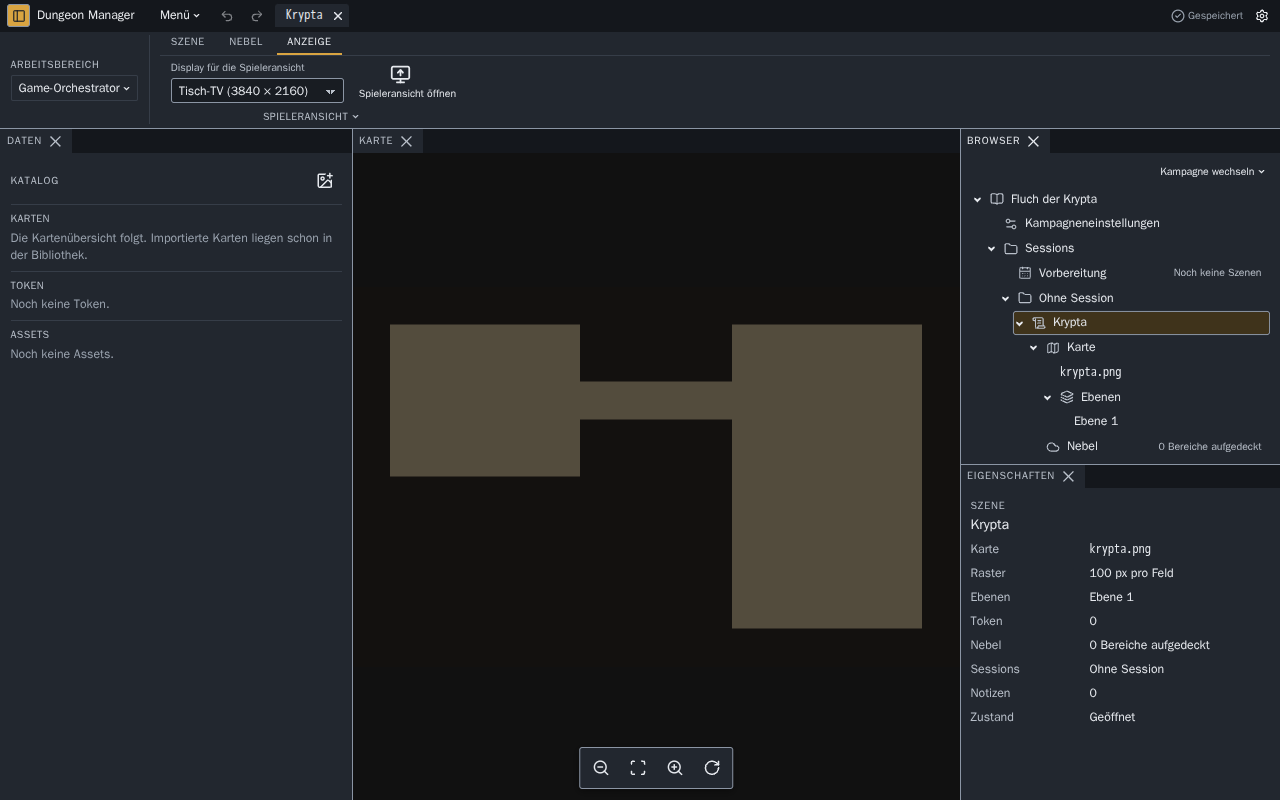 Dungeon Manager
Menü
Krypta
Gespeichert
ARBEITSBEREICH
Game-Orchestrator
SZENE
NEBEL
ANZEIGE
Display für die Spieleransicht
Tisch-TV (3840 × 2160)
Spieleransicht öffnen
SPIELERANSICHT
DATEN
KATALOG
KARTEN
Die Kartenübersicht folgt. Importierte Karten liegen schon in
der Bibliothek.
TOKEN
Noch keine Token.
ASSETS
Noch keine Assets.
KARTE
BROWSER
Kampagne wechseln
Fluch der Krypta
Kampagneneinstellungen
Sessions
Vorbereitung Noch keine Szenen
Ohne Session
Krypta
Karte
krypta.png
Ebenen
Ebene 1
Nebel 0 Bereiche aufgedeckt
EIGENSCHAFTEN
SZENE
Krypta
Karte krypta.png
Raster 100 px pro Feld
Ebenen Ebene 1
Token 0
Nebel 0 Bereiche aufgedeckt
Sessions Ohne Session
Notizen 0
Zustand Geöffnet